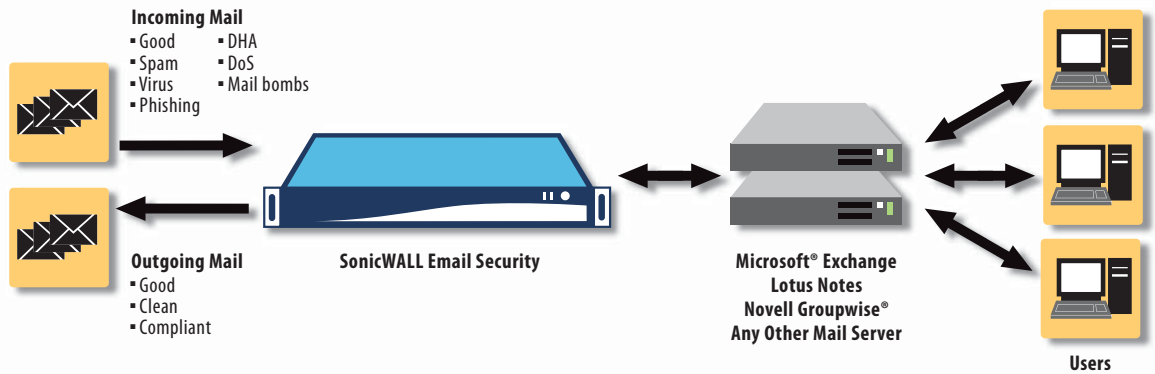 Incoming Mail
▪ Good
▪ Spam
▪ Virus
▪ Phishing
▪ DHA
▪ DoS
▪ Mail bombs
Outgoing Mail
▪ Good
▪ Clean
▪ Compliant
SonicWALL Email Security
Microsoft® Exchange
Lotus Notes
Novell Groupwise®
Any Other Mail Server
Users